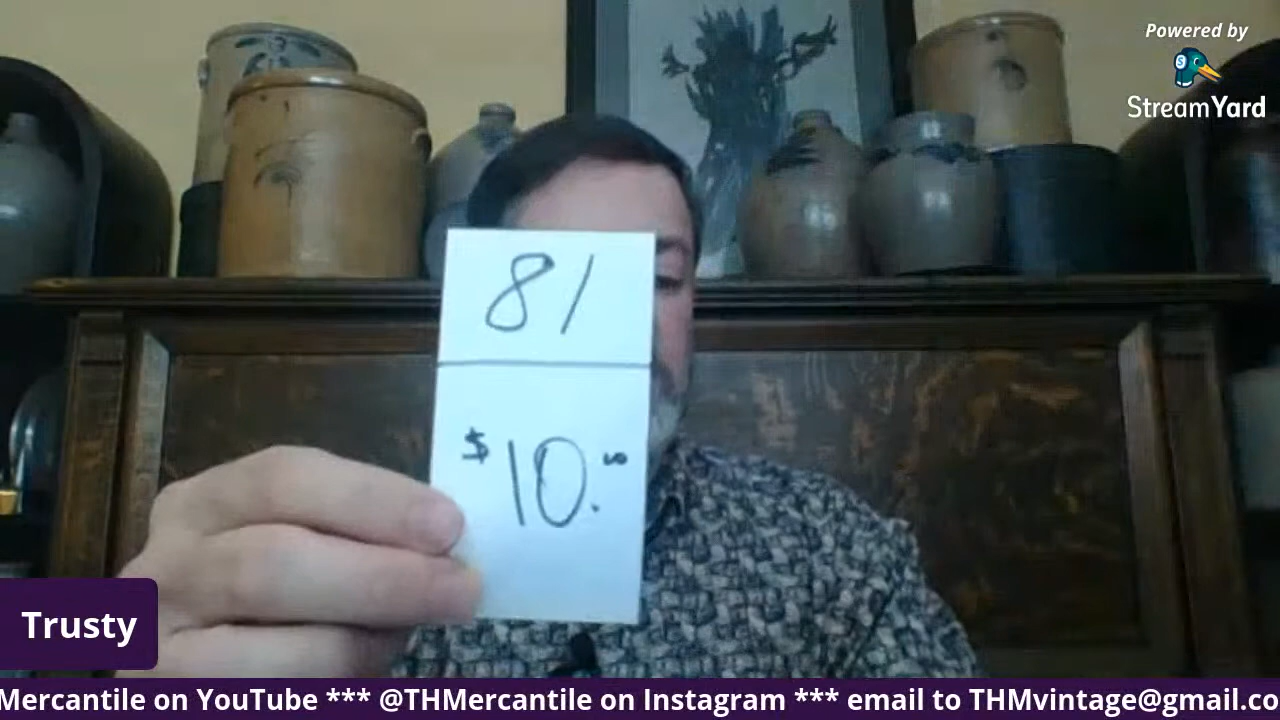 Powered by
StreamYard
81
$10.00
Trusty
Mercantile on YouTube *** @THMercantile on Instagram *** email to THMvintage@gmail.co